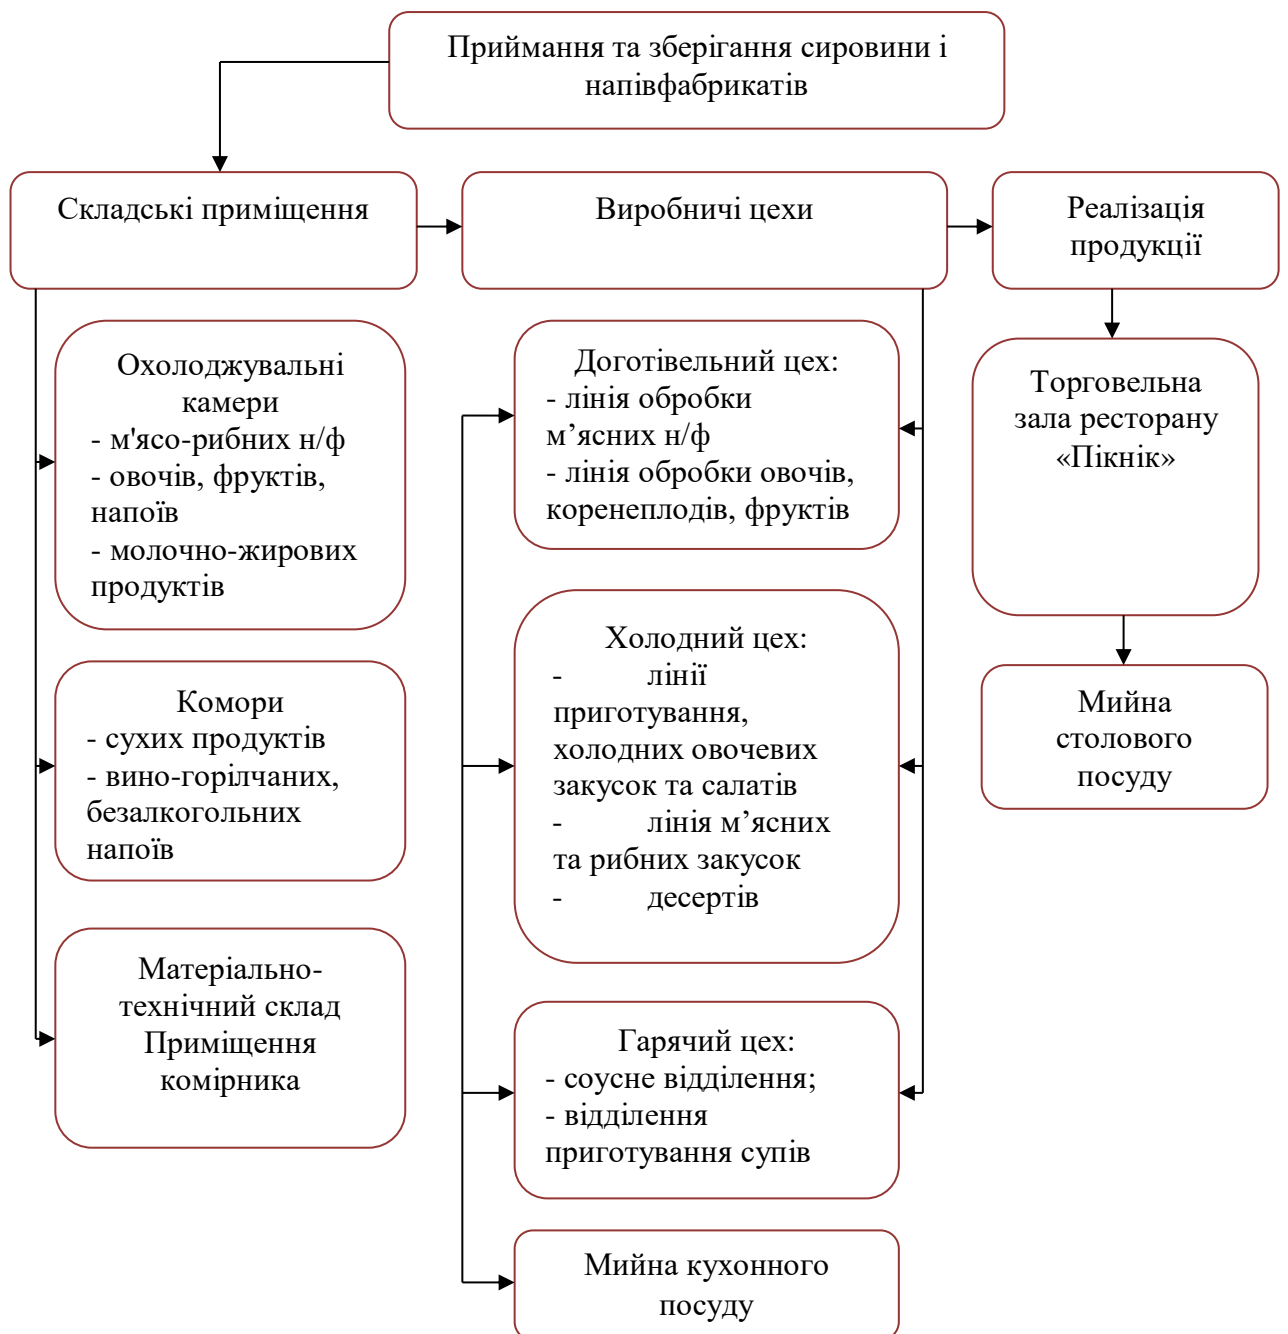 Приймання та зберігання сировини і
напівфабрикатів
Складські приміщення
Виробничі цехи
Реалізація
продукції
Охолоджувальні
камери
- м'ясо-рибних н/ф
- овочів, фруктів,
напоїв
- молочно-жирових
продуктів
Комори
- сухих продуктів
- вино-горілчаних,
безалкогольних
напоїв
Матеріально-
технічний склад
Приміщення
комірника
Доготівельний цех:
- лінія обробки
м’ясних н/ф
- лінія обробки овочів,
коренеплодів, фруктів
Холодний цех:
- лінії
приготування,
холодних овочевих
закусок та салатів
- лінія м’ясних
та рибних закусок
- десертів
Гарячий цех:
- соусне відділення;
- відділення
приготування супів
Мийна кухонного
посуду
Торговельна
зала ресторану
«Пікнік»
Мийна
столового
посуду